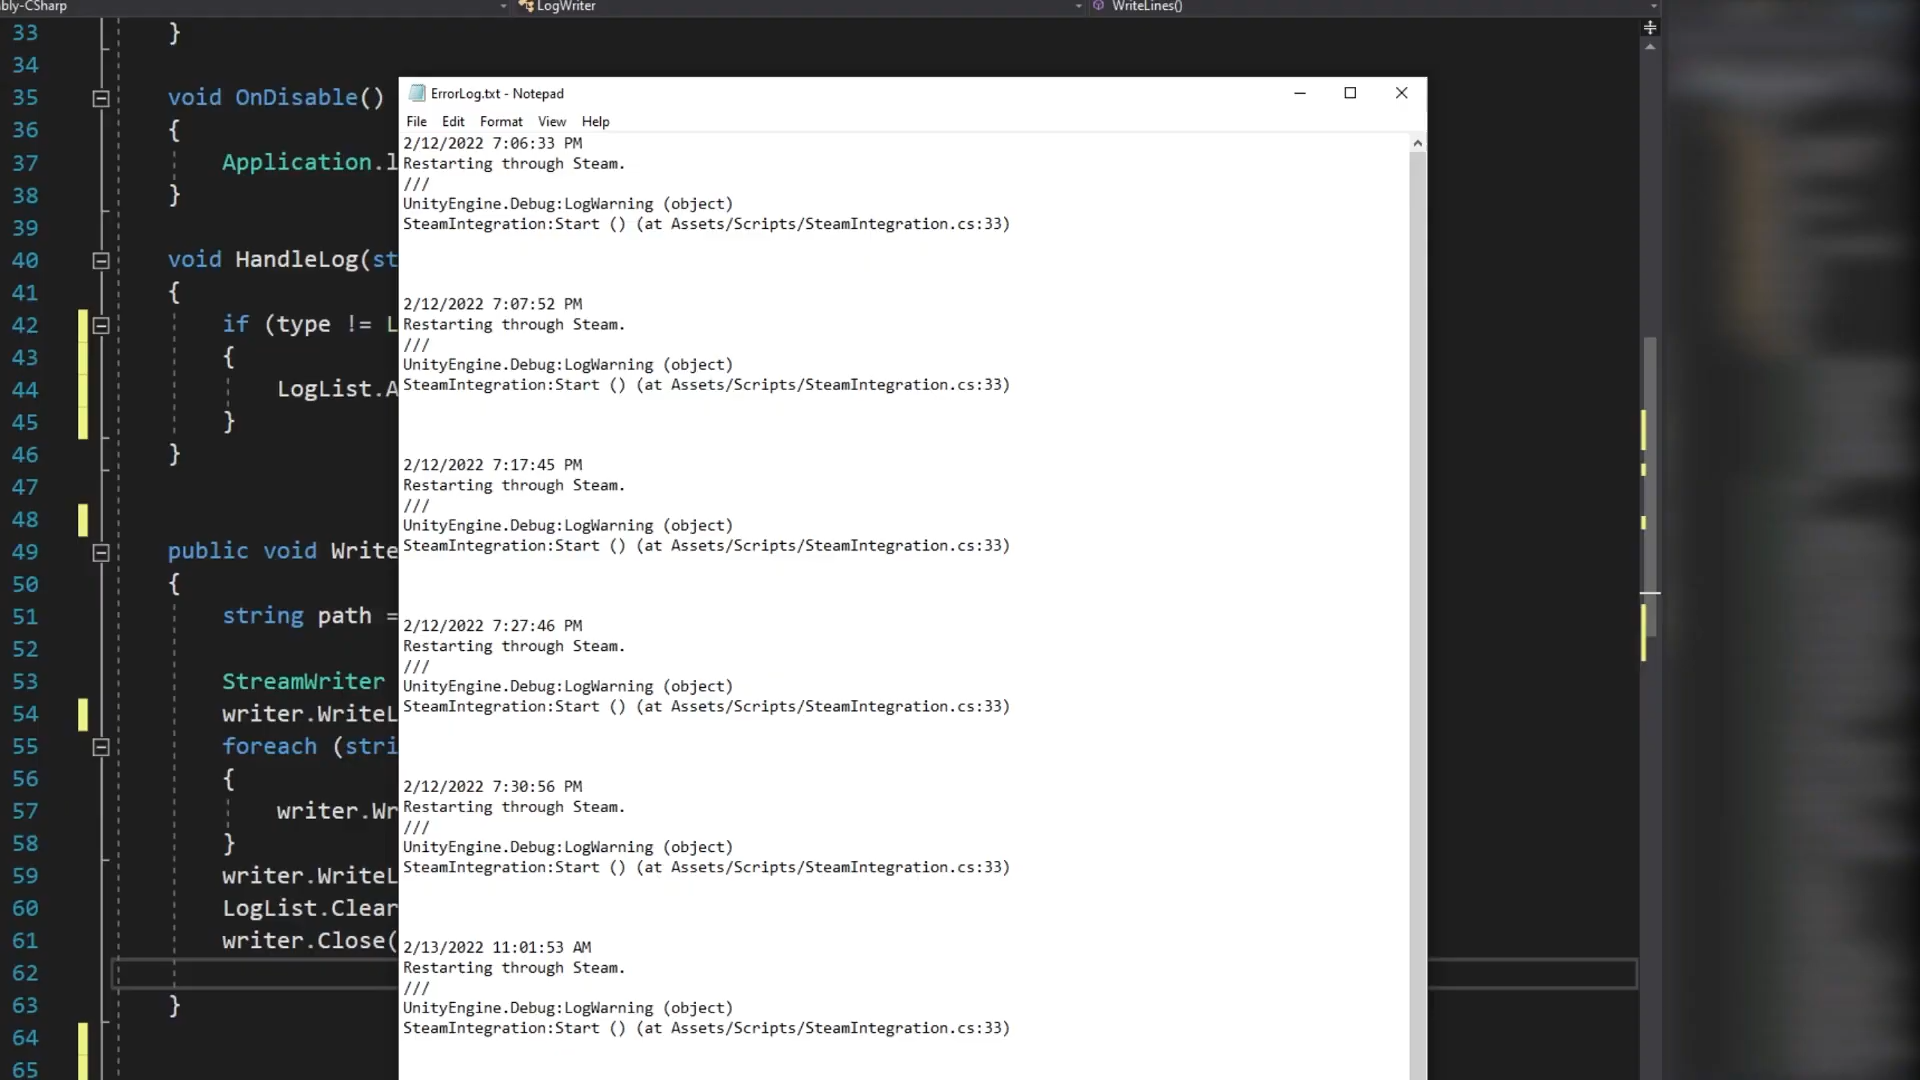 bly-CSharp
LogWriter
WriteLines()
33 }
34
35 void OnDisable()
36 {
37 Application.l
38 }
39
40 void HandleLog(st
41 {
42 if (type != L
43 {
44 LogList.A
45 }
46 }
47
48
49 public void Write
50 {
51 string path =
52
53 StreamWriter
54 writer.WriteL
55 foreach (stri
56 {
57 writer.Wr
58 }
59 writer.WriteL
60 LogList.Clear
61 writer.Close(
62
63 }
64
65
ErrorLog.txt - Notepad
File Edit Format View Help
2/12/2022 7:06:33 PM
Restarting through Steam.
///
UnityEngine.Debug:LogWarning (object)
SteamIntegration:Start () (at Assets/Scripts/SteamIntegration.cs:33)
2/12/2022 7:07:52 PM
Restarting through Steam.
///
UnityEngine.Debug:LogWarning (object)
SteamIntegration:Start () (at Assets/Scripts/SteamIntegration.cs:33)
2/12/2022 7:17:45 PM
Restarting through Steam.
///
UnityEngine.Debug:LogWarning (object)
SteamIntegration:Start () (at Assets/Scripts/SteamIntegration.cs:33)
2/12/2022 7:27:46 PM
Restarting through Steam.
///
UnityEngine.Debug:LogWarning (object)
SteamIntegration:Start () (at Assets/Scripts/SteamIntegration.cs:33)
2/12/2022 7:30:56 PM
Restarting through Steam.
///
UnityEngine.Debug:LogWarning (object)
SteamIntegration:Start () (at Assets/Scripts/SteamIntegration.cs:33)
2/13/2022 11:01:53 AM
Restarting through Steam.
///
UnityEngine.Debug:LogWarning (object)
SteamIntegration:Start () (at Assets/Scripts/SteamIntegration.cs:33)